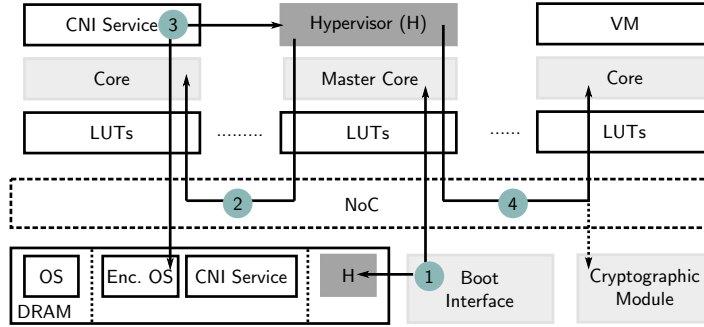 CNI Service
3
Hypervisor (H)
VM
Core
Master Core
Core
LUTs
.........
LUTs
......
LUTs
2
NoC
4
OS
Enc. OS
CNI Service
H
1
Boot
Interface
Cryptographic
Module
DRAM